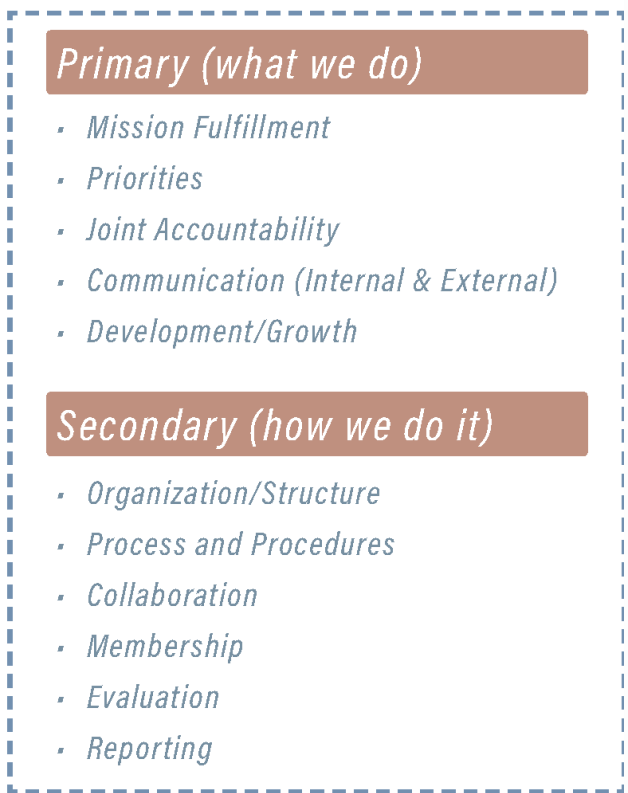 Primary (what we do)
· Mission Fulfillment
· Priorities
· Joint Accountability
· Communication (Internal & External)
· Development/Growth
Secondary (how we do it)
· Organization/Structure
· Process and Procedures
· Collaboration
· Membership
· Evaluation
· Reporting